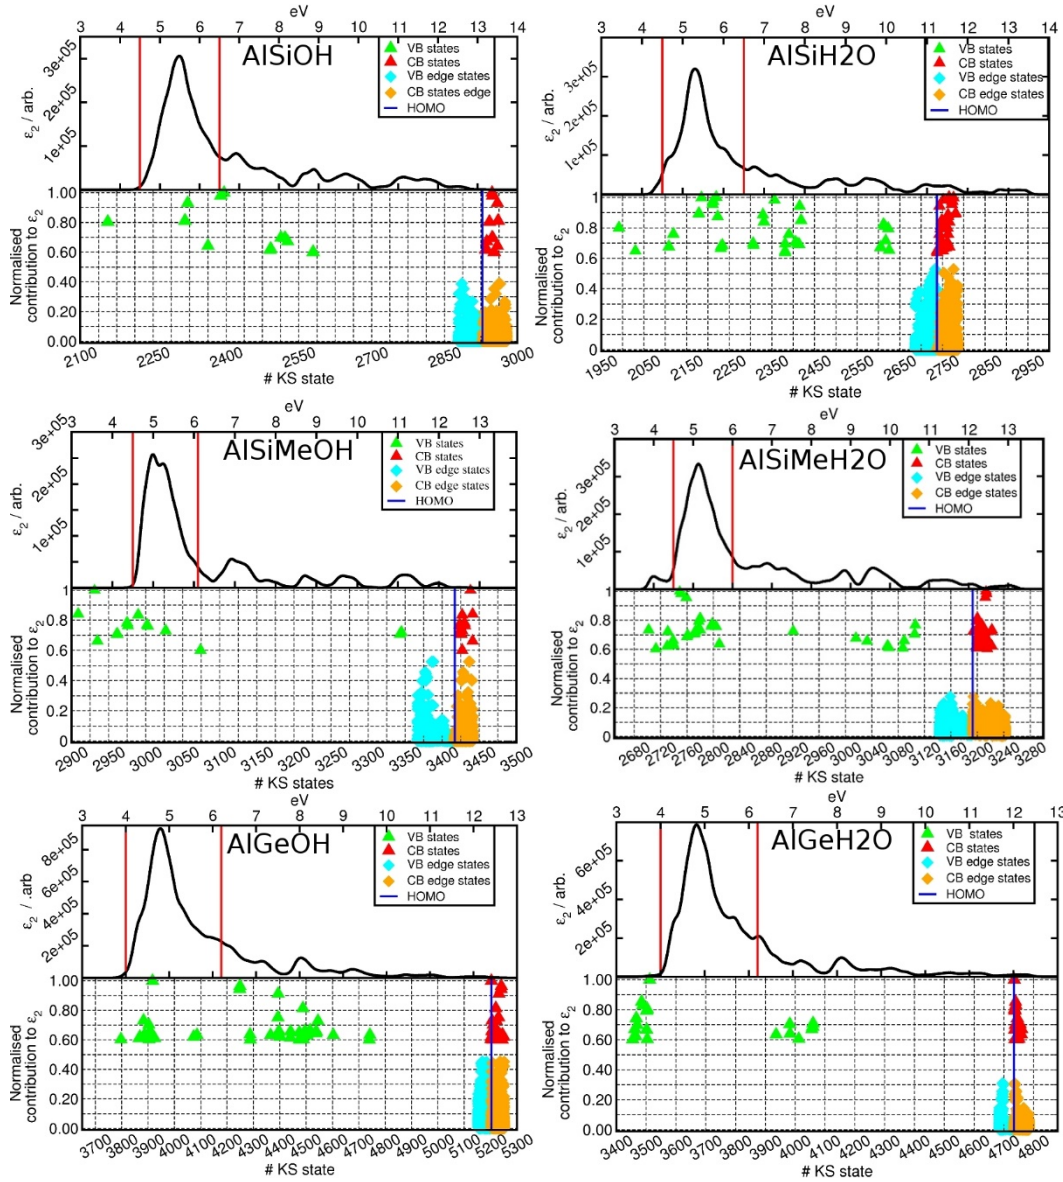 3 4 5 6 7 8 9 10 11 12 13 14
eV
AlSiOH
VB states
CB states
VB edge states
CB states edge
HOMO
ε2 / arb.
3e+05
2e+05
1e+05
Normalised
contribution to ε2
1.00
0.80
0.60
0.40
0.20
0.00
2100 2250 2400 2550 2700 2850 3000
# KS state
3 4 5 6 7 8 9 10 11 12 13 14
eV
AlSiH2O
VB states
CB states
VB edge states
CB edge states
HOMO
ε2 / arb.
3e+05
2e+05
1e+05
Normalised
contribution to ε2
1
0.8
0.6
0.4
0.2
0
1950 2050 2150 2250 2350 2450 2550 2650 2750 2850 2950
# KS state
3 4 5 6 7 8 9 10 11 12 13
eV
AlSiMeOH
VB states
CB states
VB edge states
CB edge states
HOMO
ε2 / arb.
3e+05
2e+05
1e+05
Normalised
contribution to ε2
1
0.8
0.6
0.4
0.2
0
2900 2950 3000 3050 3100 3150 3200 3250 3300 3350 3400 3450 3500
# KS states
3 4 5 6 7 8 9 10 11 12 13 14
eV
AlSiMeH2O
VB states
CB states
VB edge states
CB edge states
HOMO
ε2 / arb.
3e+05
2e+05
1e+05
Normalised
contribution to ε2
1
0.8
0.6
0.4
0.2
0
2680 2720 2760 2800 2840 2880 2920 2960 3000 3040 3080 3120 3160 3200 3240 3280
# KS state
3 4 5 6 7 8 9 10 11 12 13
eV
AlGeOH
VB states
CB states
VB edge states
CB edge states
HOMO
ε2 / .arb
8e+05
6e+05
4e+05
2e+05
Normalised
contribution to ε2
1.00
0.80
0.60
0.40
0.20
0.00
3700 3800 3900 4000 4100 4200 4300 4400 4500 4600 4700 4800 4900 5000 5100 5200 5300
# KS state
3 4 5 6 7 8 9 10 11 12 13
eV
AlGeH2O
VB states
CB states
VB edge states
CB edge states
HOMO
ε2 / arb.
6e+05
4e+05
2e+05
Normalised
contribution to ε2
1.00
0.80
0.60
0.40
0.20
0.00
3400 3500 3600 3700 3800 3900 4000 4100 4200 4300 4400 4500 4600 4700 4800
# KS state